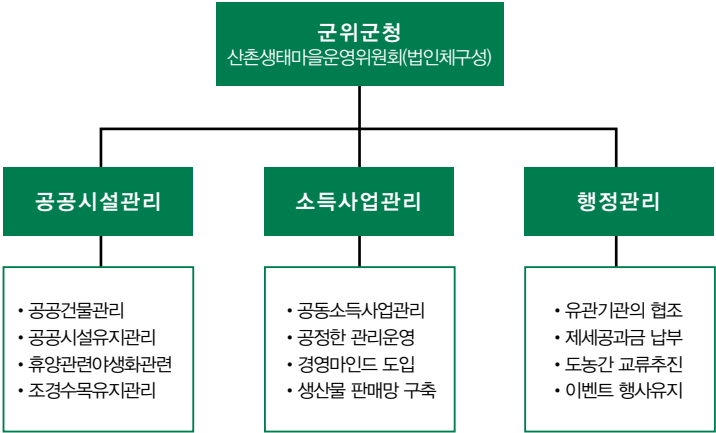 군위군청
산촌생태마을운영위원회(법인체구성)
공공시설관리
소득사업관리
행정관리
• 공공건물관리
• 공공시설유지관리
• 휴양관련야생화관련
• 조경수목유지관리
• 공동소득사업관리
• 공정한 관리운영
• 경영마인드 도입
• 생산물 판매망 구축
• 유관기관의 협조
• 제세공과금 납부
• 도농간 교류추진
• 이벤트 행사유지